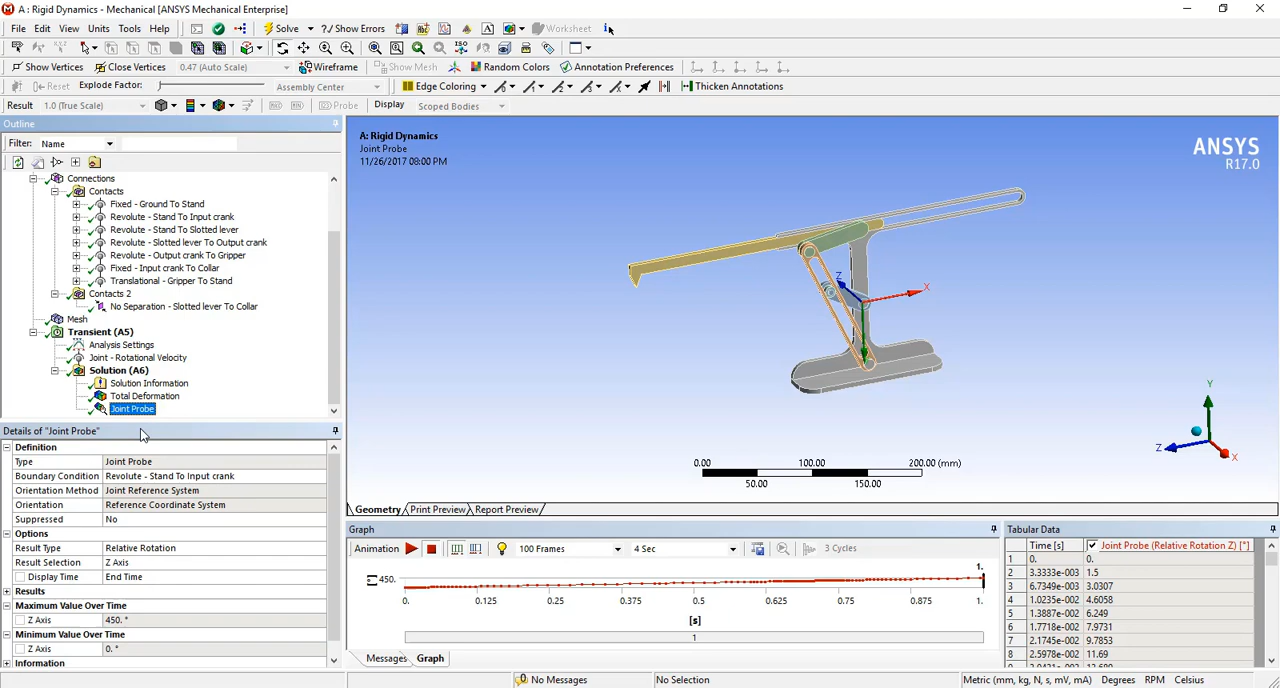 A : Rigid Dynamics - Mechanical [ANSYS Mechanical Enterprise]
File Edit View Units Tools Help Solve ?/ Show Errors Worksheet
Show Vertices Close Vertices 0.47 (Auto Scale) Wireframe Show Mesh Random Colors Annotation Preferences
Reset Explode Factor: Assembly Center Edge Coloring Thicken Annotations
Result 1.0 (True Scale) Probe Display Scoped Bodies
Outline
Filter: Name
Connections
Contacts
Fixed - Ground To Stand
Revolute - Stand To Input crank
Revolute - Stand To Slotted lever
Revolute - Slotted lever To Output crank
Revolute - Output crank To Gripper
Fixed - Input crank To Collar
Translational - Gripper To Stand
Contacts 2
No Separation - Slotted lever To Collar
Mesh
Transient (A5)
Analysis Settings
Joint - Rotational Velocity
Solution (A6)
Solution Information
Total Deformation
Joint Probe
Details of "Joint Probe"
Definition
Type Joint Probe
Boundary Condition Revolute - Stand To Input crank
Orientation Method Joint Reference System
Orientation Reference Coordinate System
Suppressed No
Options
Result Type Relative Rotation
Result Selection Z Axis
Display Time End Time
Results
Maximum Value Over Time
Z Axis 450. °
Minimum Value Over Time
Z Axis 0. °
Information
A: Rigid Dynamics
Joint Probe
11/26/2017 08:00 PM
ANSYS
R17.0
Z
X
Y
Z
X
0.00 100.00 200.00 (mm)
50.00 150.00
Geometry Print Preview Report Preview
Graph
Animation 100 Frames 4 Sec 3 Cycles
1.
450.
0. 0.125 0.25 0.375 0.5 0.625 0.75 0.875 1.
[s]
1
Messages Graph
Tabular Data
Time [s] Joint Probe (Relative Rotation Z) [°]
1 0. 0.
2 3.3333e-003 1.5
3 6.7349e-003 3.0307
4 1.0235e-002 4.6058
5 1.3887e-002 6.249
6 1.7718e-002 7.9731
7 2.1745e-002 9.7853
8 2.5978e-002 11.69
No Messages No Selection Metric (mm, kg, N, s, mV, mA) Degrees RPM Celsius